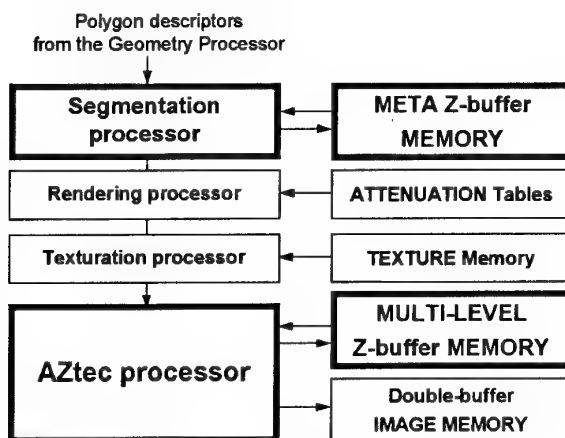 Polygon descriptors
from the Geometry Processor
Segmentation
processor
META Z-buffer
MEMORY
Rendering processor
ATTENUATION Tables
Texturation processor
TEXTURE Memory
AZtec processor
MULTI-LEVEL
Z-buffer MEMORY
Double-buffer
IMAGE MEMORY